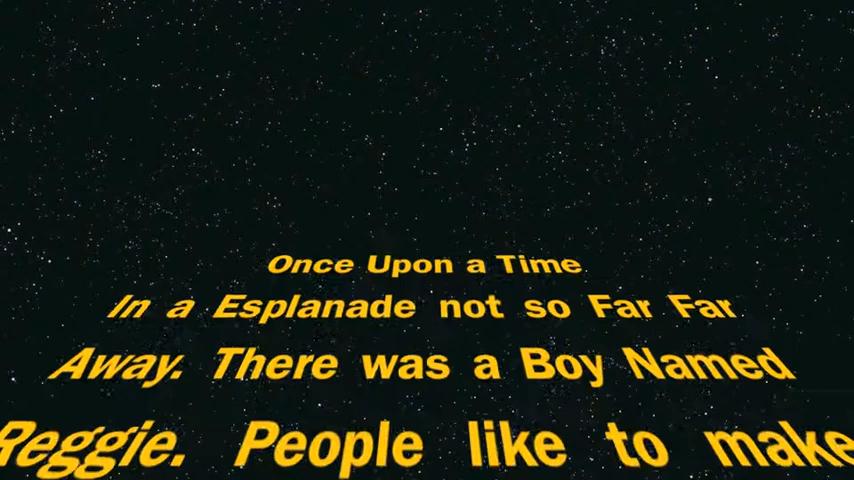 Once Upon a Time
In a Esplanade not so Far Far
Away. There was a Boy Named
Reggie. People like to make